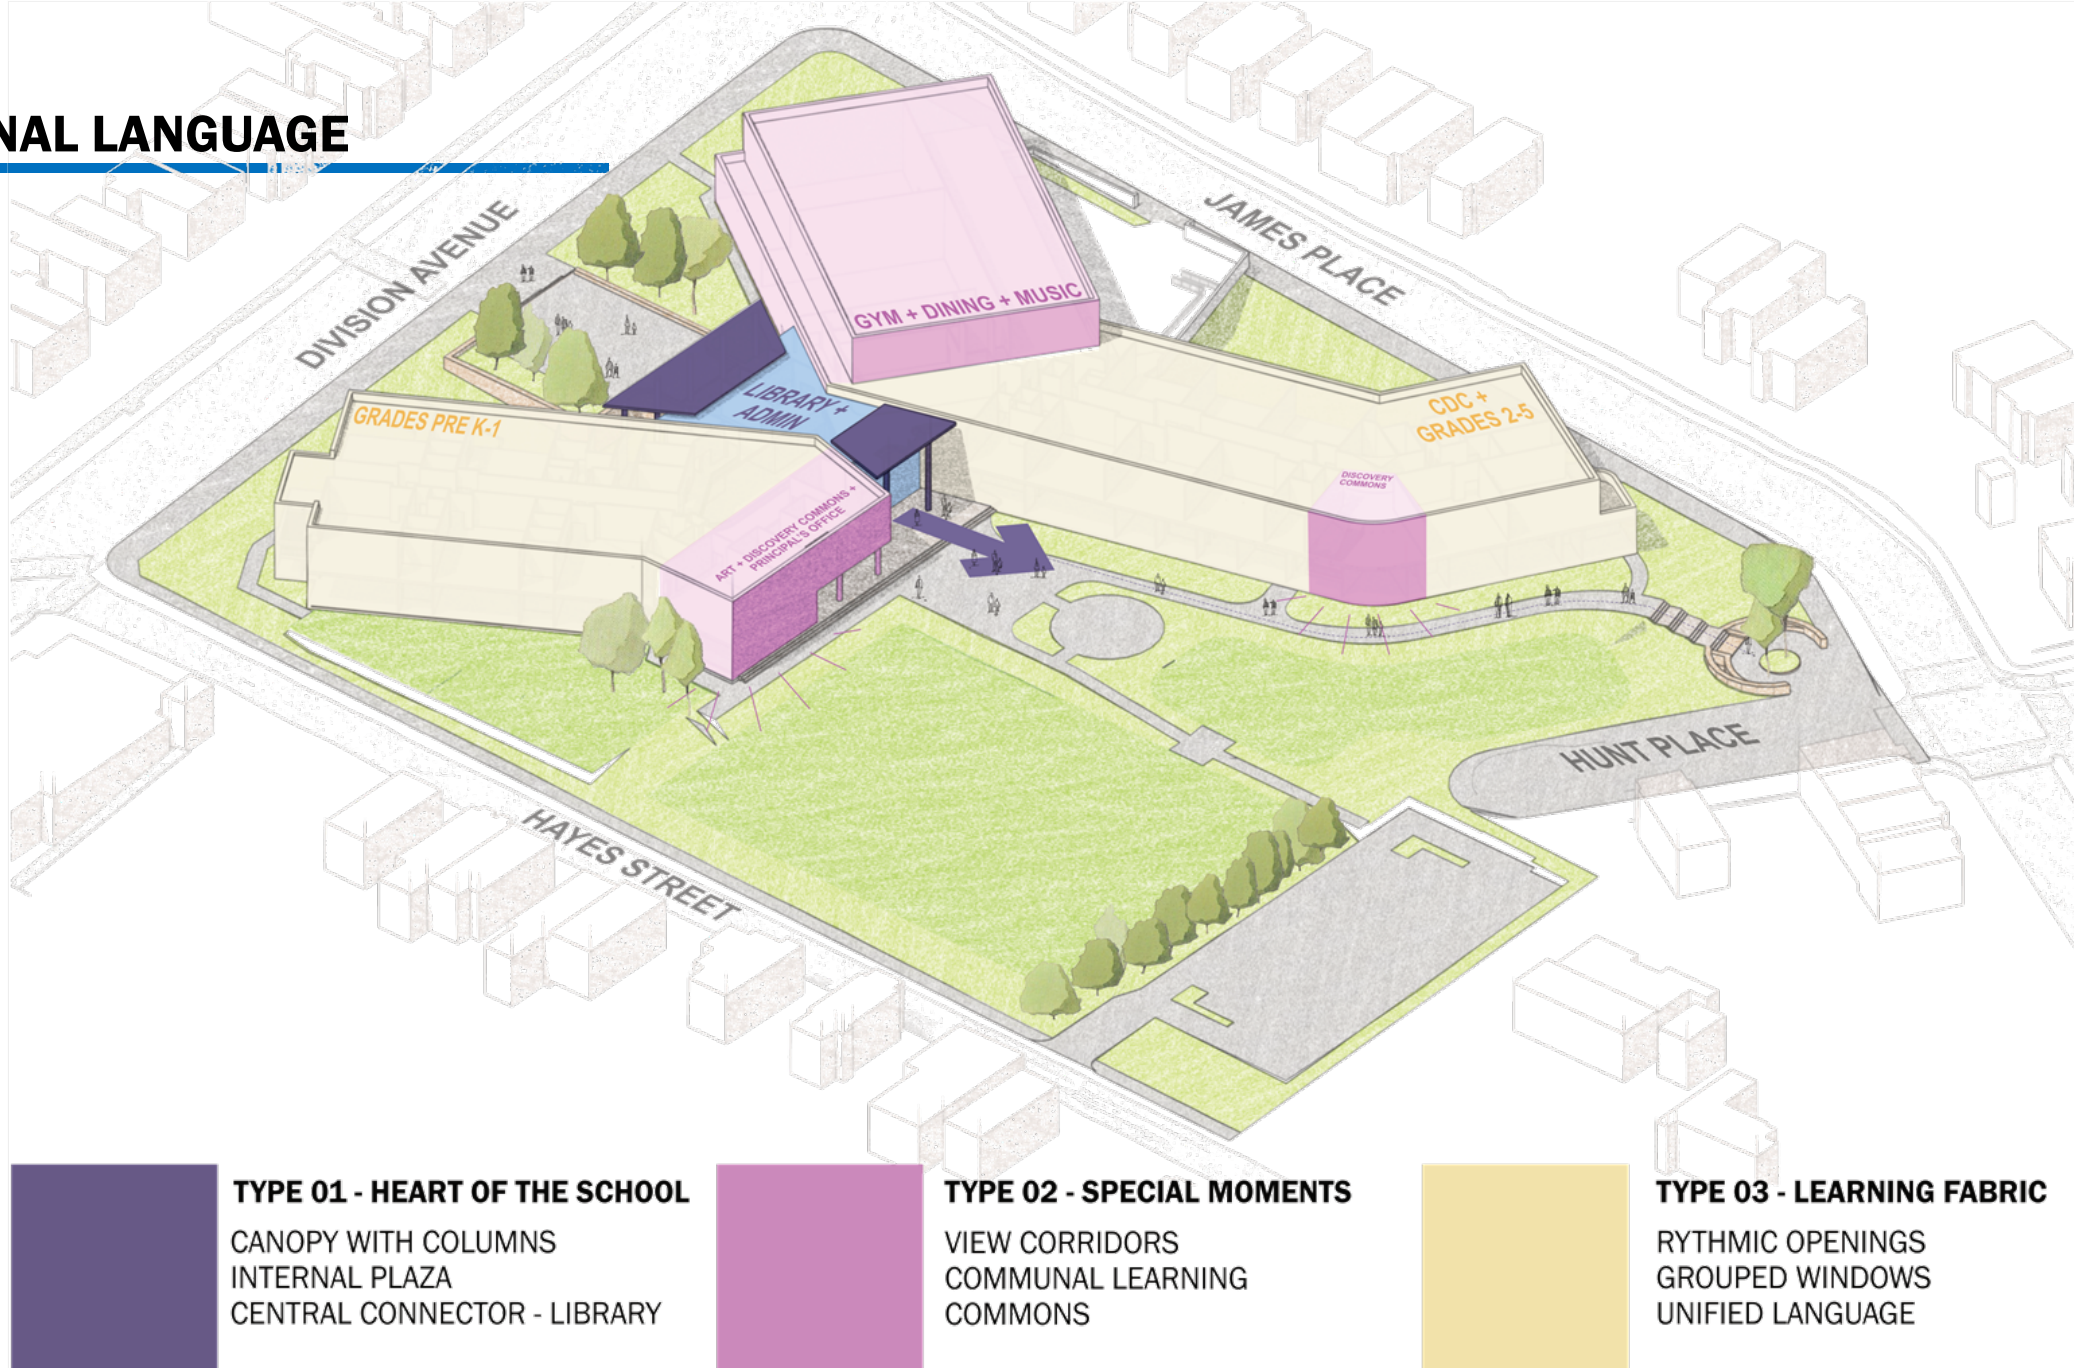 NAL LANGUAGE
DIVISION AVENUE
JAMES PLACE
GYM + DINING + MUSIC
LIBRARY +
ADMIN
GRADES PRE K-1
CDC +
GRADES 2-5
DISCOVERY
COMMONS
ART + DISCOVERY COMMONS +
PRINCIPAL'S OFFICE
HUNT PLACE
HAYES STREET
TYPE 01 - HEART OF THE SCHOOL
CANOPY WITH COLUMNS
INTERNAL PLAZA
CENTRAL CONNECTOR - LIBRARY
TYPE 02 - SPECIAL MOMENTS
VIEW CORRIDORS
COMMUNAL LEARNING
COMMONS
TYPE 03 - LEARNING FABRIC
RYTHMIC OPENINGS
GROUPED WINDOWS
UNIFIED LANGUAGE